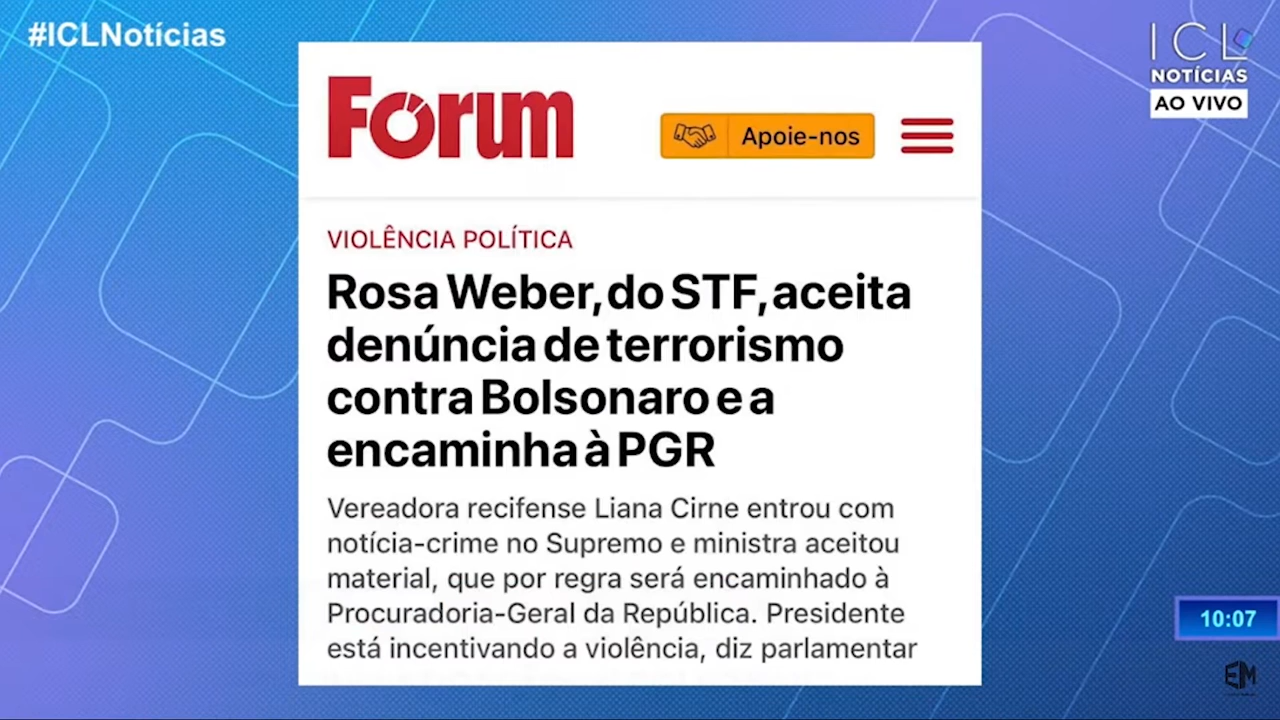 #ICLNotícias
ICL
NOTÍCIAS
AO VIVO
Forum
Apoie-nos
VIOLÊNCIA POLÍTICA
Rosa Weber, do STF, aceita
denúncia de terrorismo
contra Bolsonaro e a
encaminha à PGR
Vereadora recifense Liana Cirne entrou com
notícia-crime no Supremo e ministra aceitou
material, que por regra será encaminhado à
Procuradoria-Geral da República. Presidente
está incentivando a violência, diz parlamentar
10:07
EM